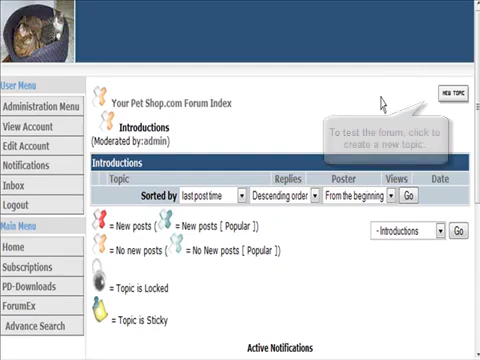 User Menu
Administration Menu
View Account
Edit Account
Notifications
Inbox
Logout
Main Menu
Home
Subscriptions
PD-Downloads
ForumEx
Advance Search
NEW TOPIC
Your Pet Shop.com Forum Index
Introductions
(Moderated by:admin)
To test the forum, click to
create a new topic.
Introductions
Topic Replies Poster Views Date
Sorted by last post time Descending order From the beginning Go
= New posts ( = New posts [ Popular ] )
= No new posts ( = No New posts [ Popular ] )
- Introductions Go
= Topic is Locked
= Topic is Sticky
Active Notifications